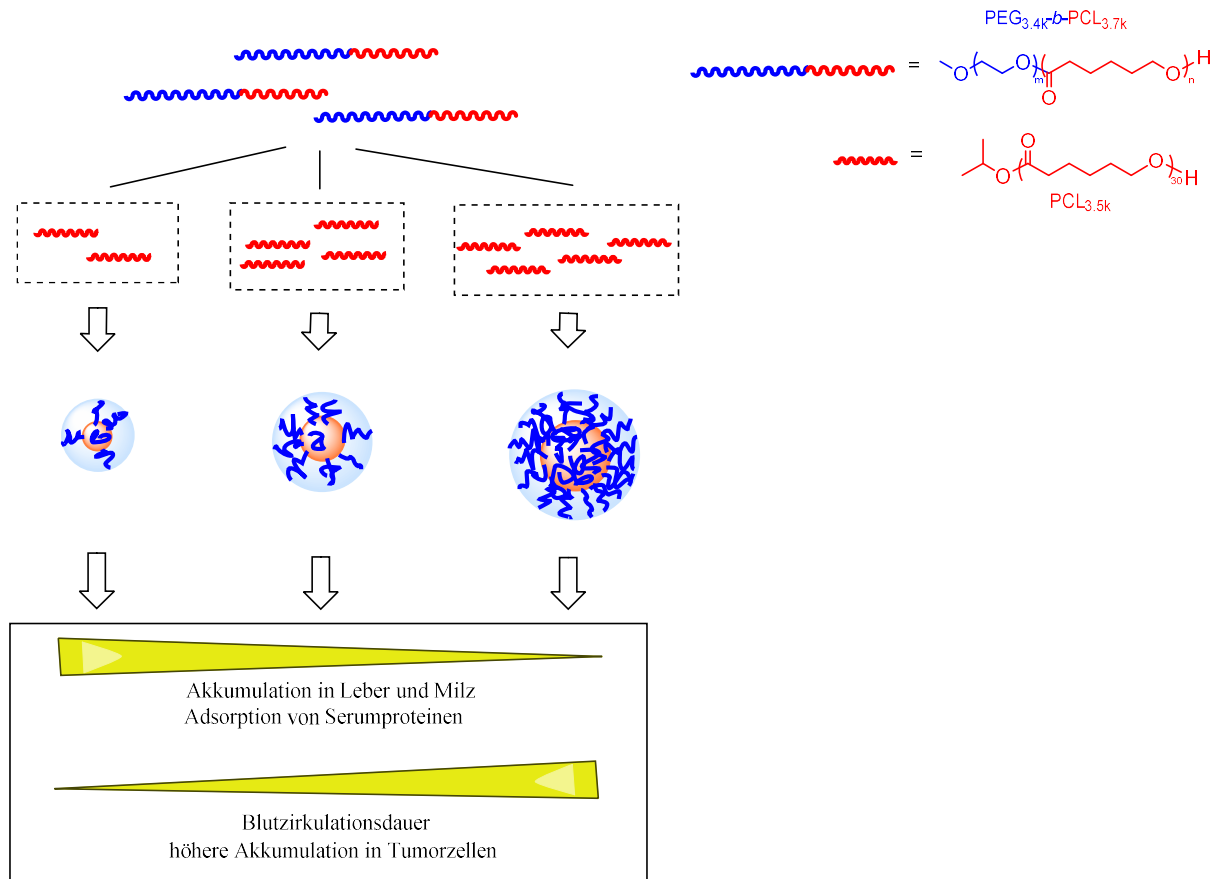 PEG3.4k-b-PCL3.7k
O O m O O n H
=
= O O O 30 H
PCL3.5k
Akkumulation in Leber und Milz
Adsorption von Serumproteinen
Blutzirkulationsdauer
höhere Akkumulation in Tumorzellen